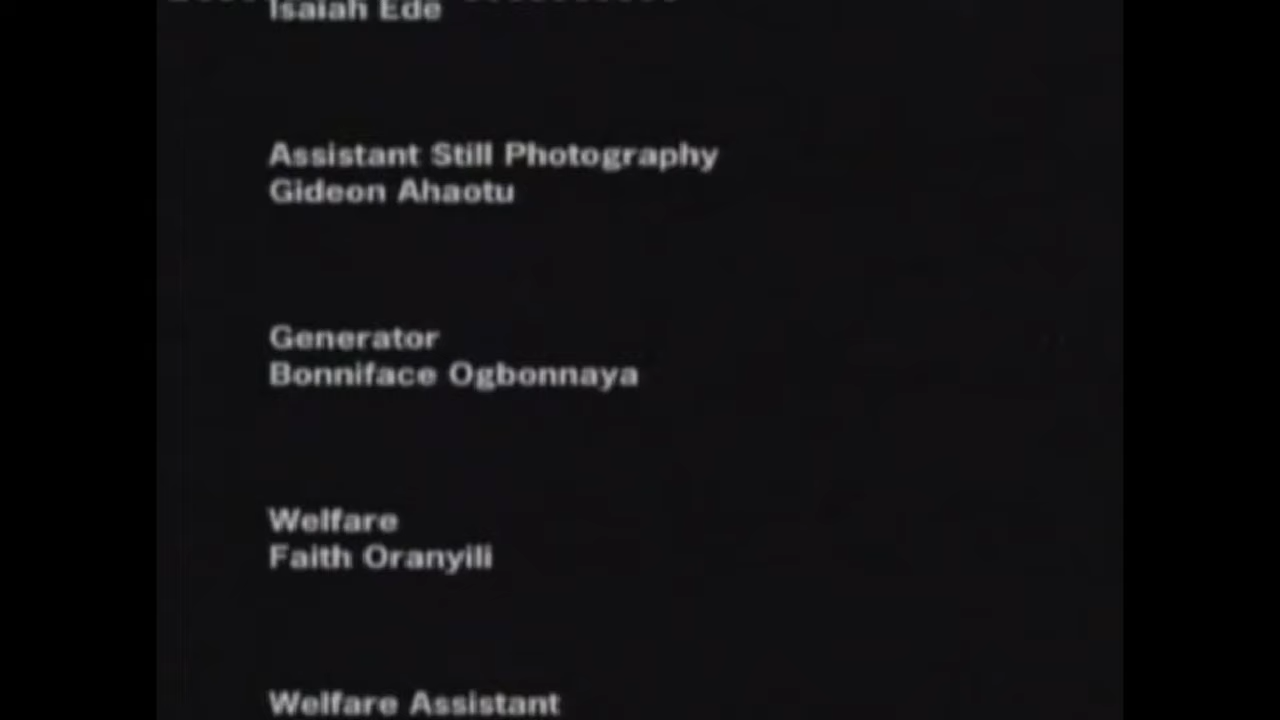 Isaiah Ede
Assistant Still Photography
Gideon Ahaotu
Generator
Bonniface Ogbonnaya
Welfare
Faith Oranyili
Welfare Assistant